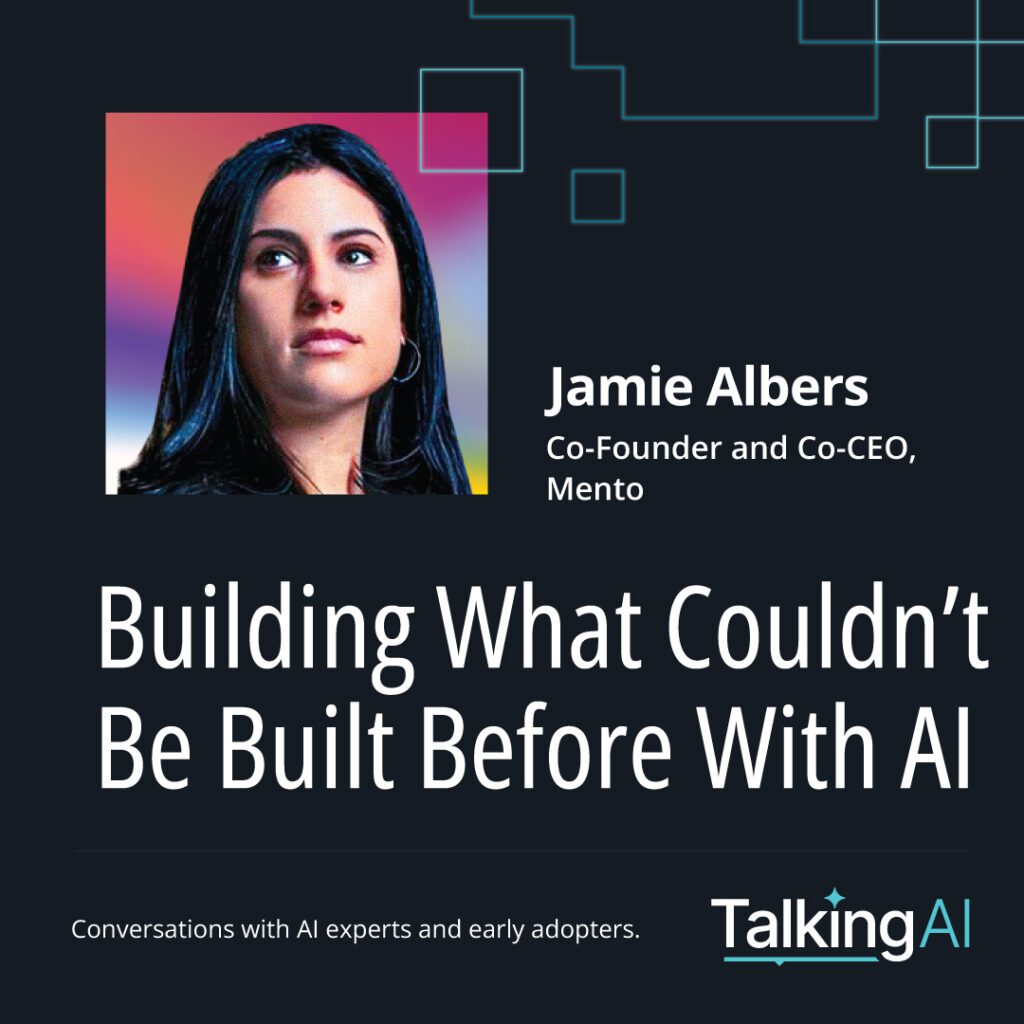 Jamie Albers
Co-Founder and Co-CEO,
Mento
Building What Couldn’t
Be Built Before With AI
Conversations with AI experts and early adopters.
TalkingAI